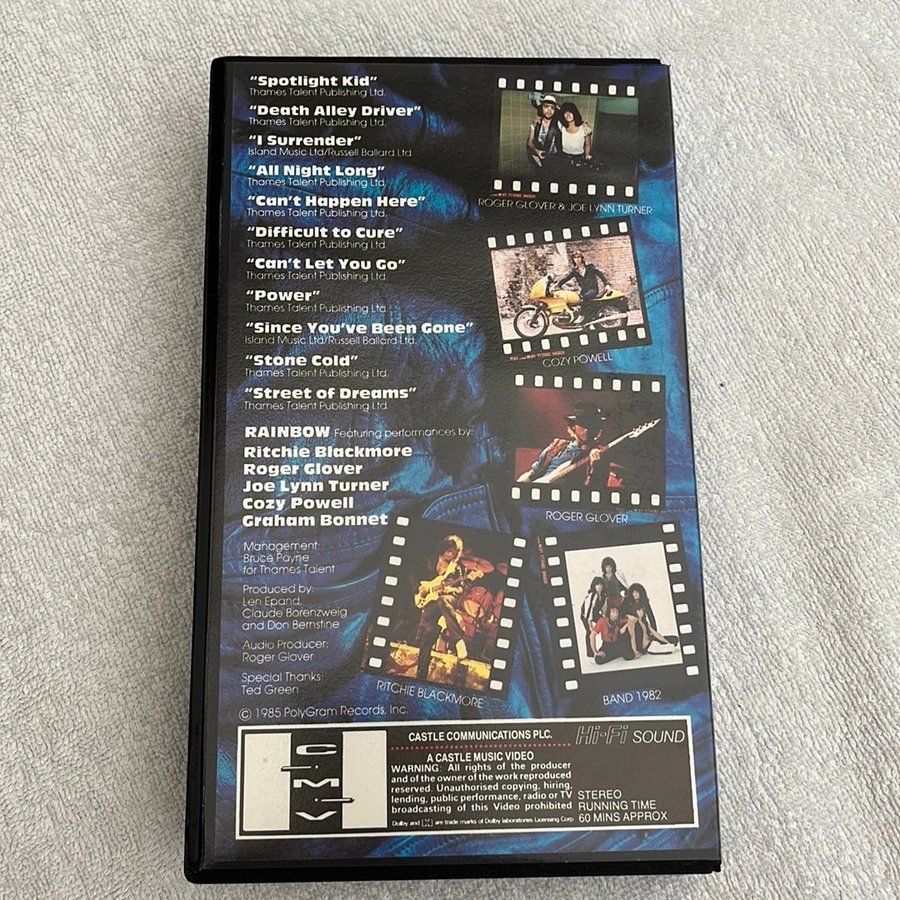 "Spotlight Kid"
Thames Talent Publishing Ltd.
"Death Alley Driver"
Thames Talent Publishing Ltd.
"I Surrender"
Island Music Ltd/Russell Ballard Ltd
"All Night Long"
Thames Talent Publishing Ltd.
"Can't Happen Here"
Thames Talent Publishing Ltd.
"Difficult to Cure"
Thames Talent Publishing Ltd.
"Can't Let You Go"
Thames Talent Publishing Ltd.
"Power"
Thames Talent Publishing Ltd.
"Since You've Been Gone"
Island Music Ltd/Russell Ballard Ltd.
"Stone Cold"
Thames Talent Publishing Ltd.
"Street of Dreams"
Thames Talent Publishing Ltd.
RAINBOW Featuring performances by:
Ritchie Blackmore
Roger Glover
Joe Lynn Turner
Cozy Powell
Graham Bonnet
Management:
Bruce Payne
for Thames Talent
Produced by:
Len Epand,
Claude Borenzweig
and Don Bernstine
Audio Producer:
Roger Glover
Special Thanks:
Ted Green
© 1985 PolyGram Records, Inc.
ROGER GLOVER & JOE LYNN TURNER
COZY POWELL
ROGER GLOVER
RITCHIE BLACKMORE
BAND 1982
C
M
V
CASTLE COMMUNICATIONS PLC.
A CASTLE MUSIC VIDEO
WARNING: All rights of the producer
and of the owner of the work reproduced
reserved. Unauthorised copying, hiring,
lending, public performance, radio or TV
broadcasting of this Video prohibited
Dolby and are trade marks of Dolby laboratories Licensing Corp
Hi-Fi SOUND
STEREO
RUNNING TIME
60 MINS APPROX